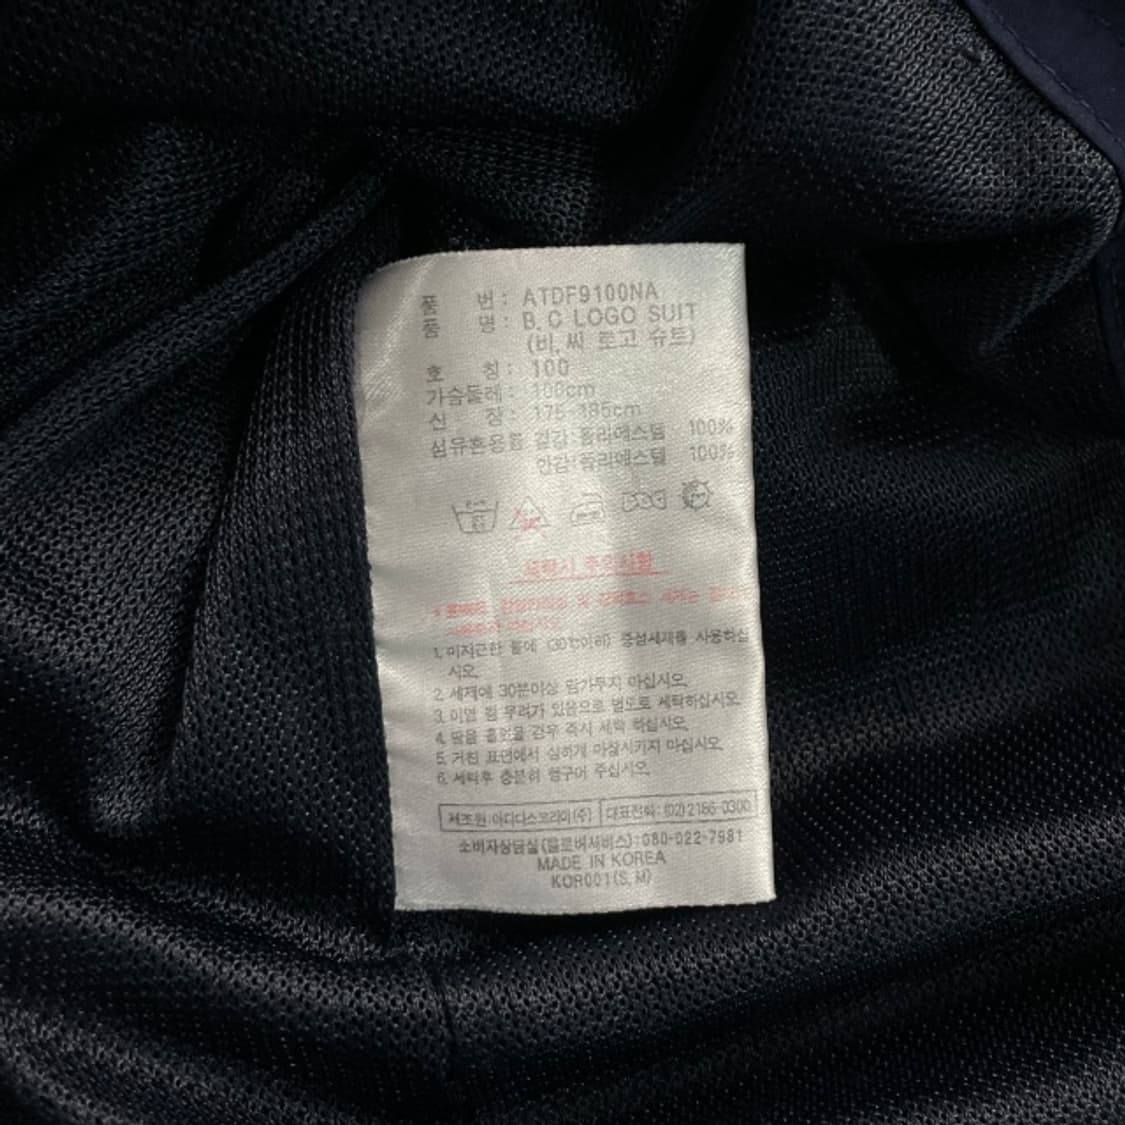 품 번 : ATDF9100NA
품 명 : B.C LOGO SUIT
(비.씨 로고 슈트)
호 칭 : 100
가슴둘레 : 100cm
신 장 : 175-185cm
섬유혼용률 겉감:폴리에스텔 100%
안감:폴리에스텔 100%
세탁시 주의사항
1. 미지근한 물에 (30℃이하) 중성세제를 사용하십
시오.
2. 세제에 30분이상 담가두지 마십시오.
3. 이염 될 우려가 있음으로 별도로 세탁하십시오.
4. 땀을 흘렸을 경우 즉시 세탁 하십시오.
5. 거친 표면에서 심하게 마찰시키지 마십시오.
6. 세탁후 충분히 헹구어 주십시오.
제조원:아디다스코리아(주) 대표전화:(02)2186-0300
소비자상담실(클로버서비스):080-022-7981
MADE IN KOREA
KOR001(S,M)